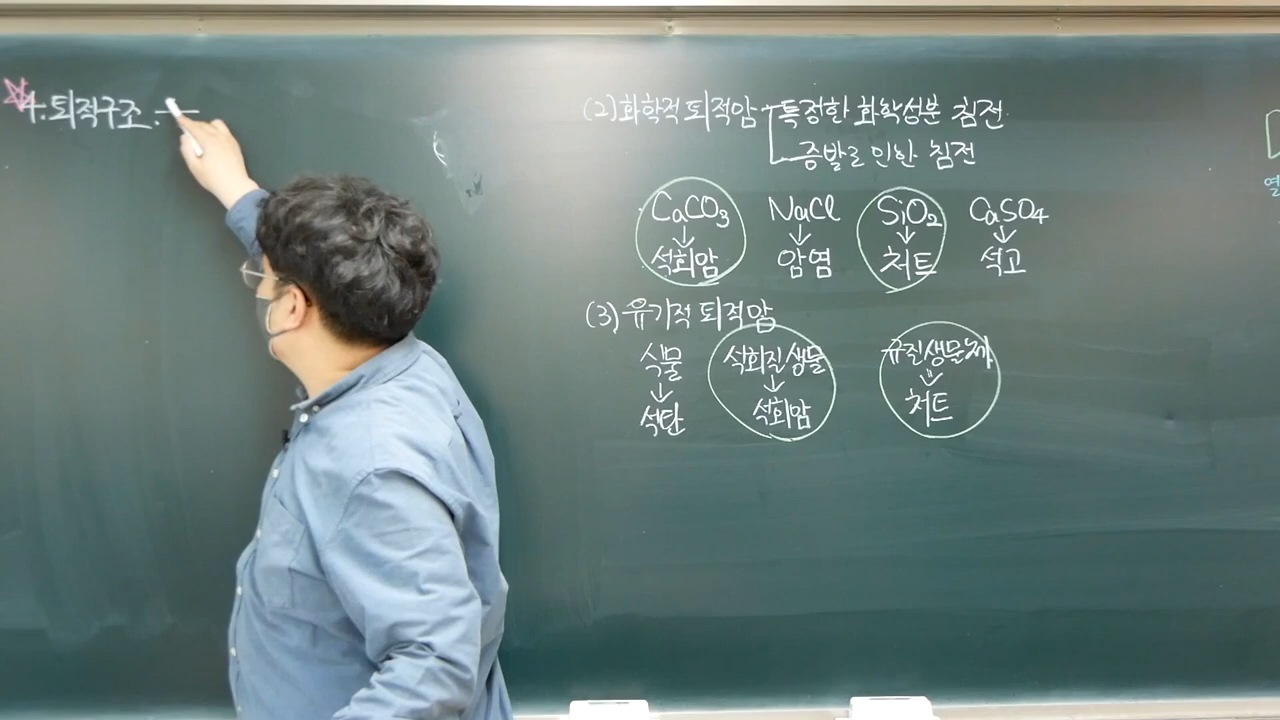 4. 퇴적구조.
(2) 화학적 퇴적암 특정한 화학성분 침전
증발로 인한 침전
CaCO3 NaCl SiO2 CaSO4
↓ ↓ ↓ ↓
석회암 암염 처트 석고
(3) 유기적 퇴적암
식물 석회질생물 규질생물체
↓ ↓ ↓
석탄 석회암 처트
열